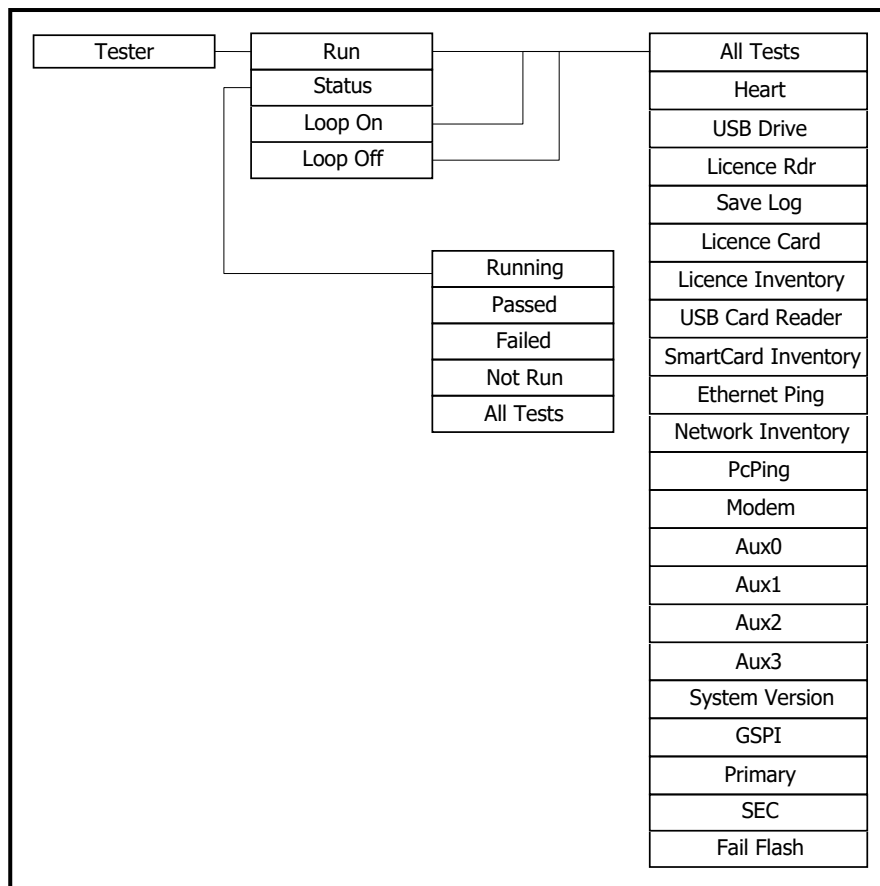 Tester
Run
Status
Loop On
Loop Off
Running
Passed
Failed
Not Run
All Tests
All Tests
Heart
USB Drive
Licence Rdr
Save Log
Licence Card
Licence Inventory
USB Card Reader
SmartCard Inventory
Ethernet Ping
Network Inventory
PcPing
Modem
Aux0
Aux1
Aux2
Aux3
System Version
GSPI
Primary
SEC
Fail Flash